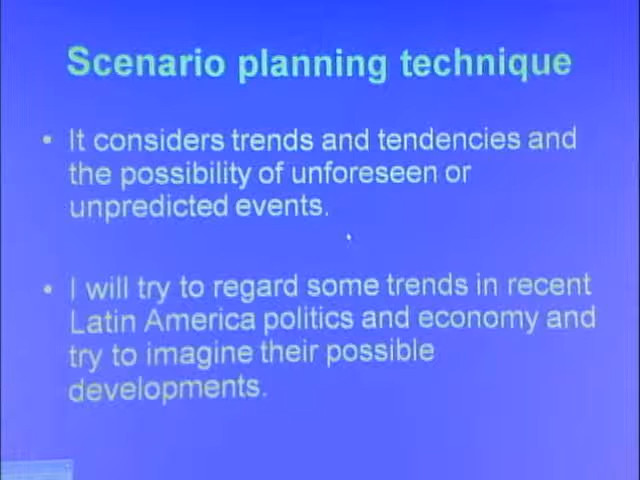 Scenario planning technique
• It considers trends and tendencies and
the possibility of unforeseen or
unpredicted events.
• I will try to regard some trends in recent
Latin America politics and economy and
try to imagine their possible
developments.